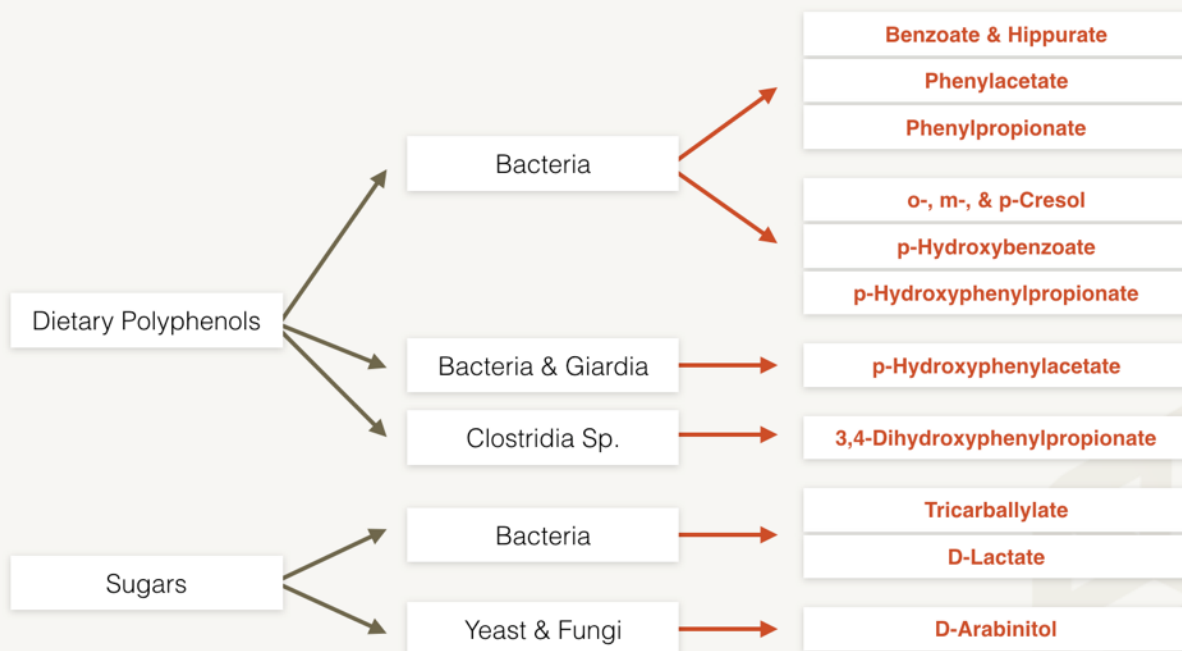 Benzoate & Hippurate
Phenylacetate
Phenylpropionate
Bacteria
o-, m-, & p-Cresol
p-Hydroxybenzoate
p-Hydroxyphenylpropionate
Dietary Polyphenols
Bacteria & Giardia
p-Hydroxyphenylacetate
Clostridia Sp.
3,4-Dihydroxyphenylpropionate
Tricarballylate
Bacteria
D-Lactate
Sugars
Yeast & Fungi
D-Arabinitol